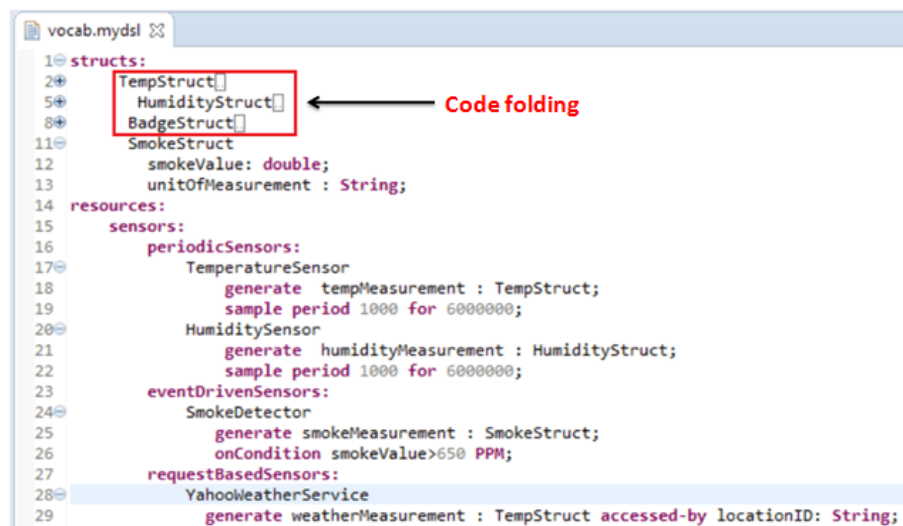 vocab.mydsl
1 structs:
2 TempStruct
5 HumidityStruct
Code folding
8 BadgeStruct
11 SmokeStruct
12 smokeValue: double;
13 unitOfMeasurement : String;
14 resources:
15 sensors:
16 periodicSensors:
17 TemperatureSensor
18 generate tempMeasurement : TempStruct;
19 sample period 1000 for 6000000;
20 HumiditySensor
21 generate humidityMeasurement : HumidityStruct;
22 sample period 1000 for 6000000;
23 eventDrivenSensors:
24 SmokeDetector
25 generate smokeMeasurement : SmokeStruct;
26 onCondition smokeValue>650 PPM;
27 requestBasedSensors:
28 YahooWeatherService
29 generate weatherMeasurement : TempStruct accessed-by locationID: String;